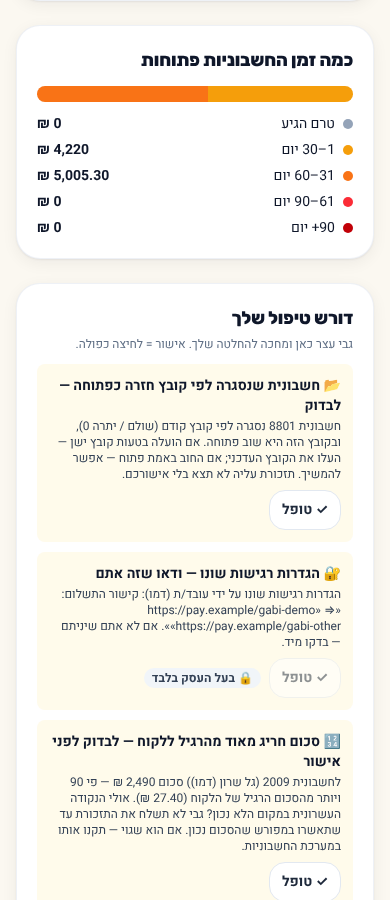 כמה זמן החשבוניות פתוחות
טרם הגיע 0 ₪
1–30 יום 4,220 ₪
31–60 יום 5,005.30 ₪
61–90 יום 0 ₪
90+ יום 0 ₪
דורש טיפול שלך
גבי עצר כאן ומחכה להחלטה שלך. אישור = לחיצה כפולה.
📂 חשבונית שנסגרה לפי קובץ חזרה כפתוחה —
לבדוק
חשבונית 8801 נסגרה לפי קובץ קודם (שולם / יתרה 0),
ובקובץ הזה היא שוב פתוחה. אם הועלה בטעות קובץ ישן —
העלו את הקובץ העדכני; אם החוב באמת פתוח — אפשר
להמשיך. תזכורת עליה לא תצא בלי אישורכם.
✓ טופל
🔐 הגדרות רגישות שונו — ודאו שזה אתם
הגדרות רגישות שונו על ידי עובד/ת (דמו): קישור התשלום:
«https://pay.example/gabi-demo» ⇐
«https://pay.example/gabi-other». אם לא אתם שיניתם
— בדקו מיד.
✓ טופל 🔒 בעל העסק בלבד
🔢 סכום חריג מאוד מהרגיל ללקוח — לבדוק לפני
אישור
לחשבונית 2009 (גל שרון (דמו)) סכום 2,490 ₪ — פי 90
ויותר מהסכום הרגיל של הלקוח (27.40 ₪). אולי הנקודה
העשרונית במקום הלא נכון? גבי לא תשלח את התזכורת עד
שתאשרו במפורש שהסכום נכון. אם הוא שגוי — תקנו אותו
במערכת החשבוניות.
✓ טופל